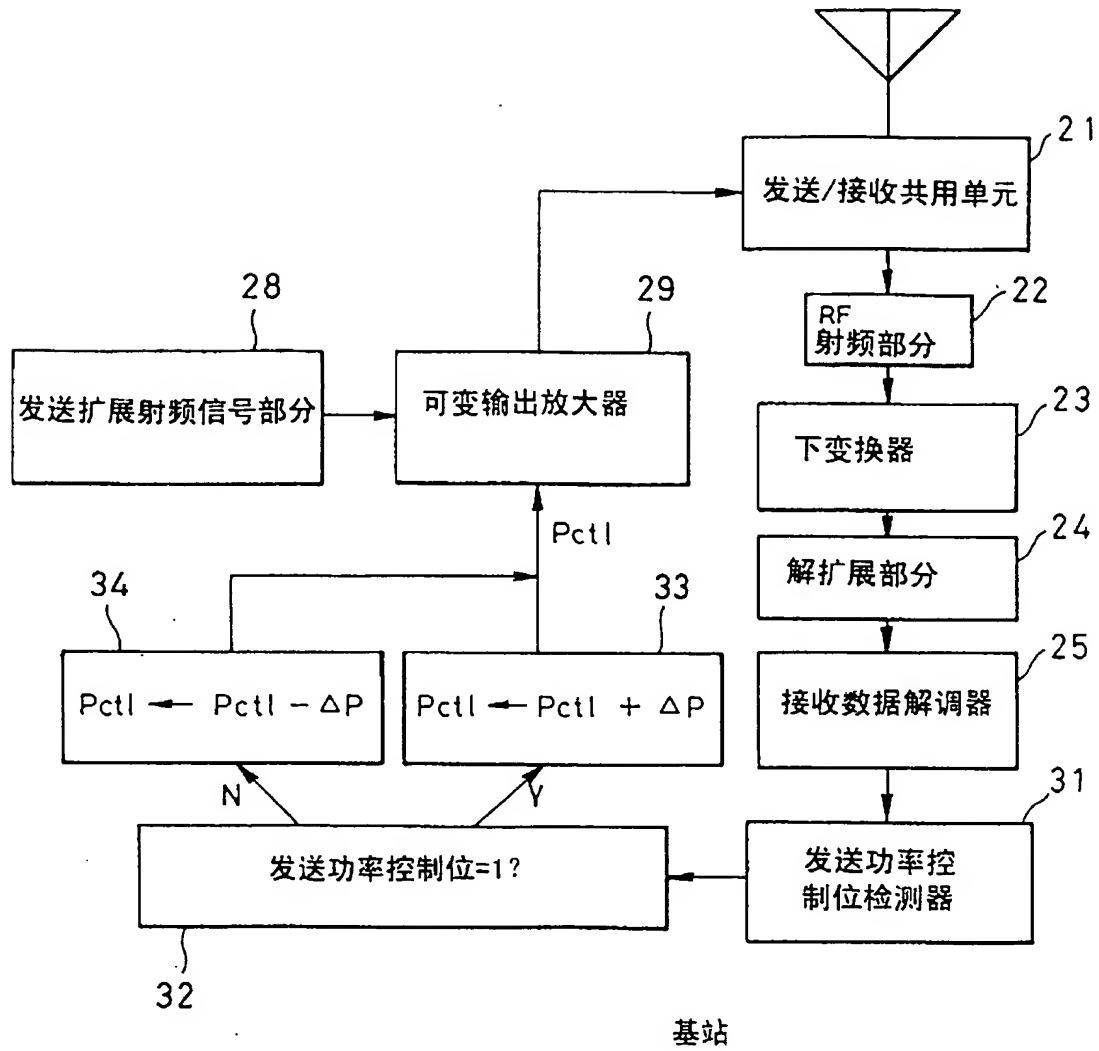 21
发送/接收共用单元
22
RF
射频部分
28
29
发送扩展射频信号部分
可变输出放大器
23
下变换器
Pctl
24
解扩展部分
34
33
25
Pctl ← Pctl - △P
Pctl ← Pctl + △P
接收数据解调器
N
Y
31
发送功率控制位=1?
发送功率控
制位检测器
32
基站